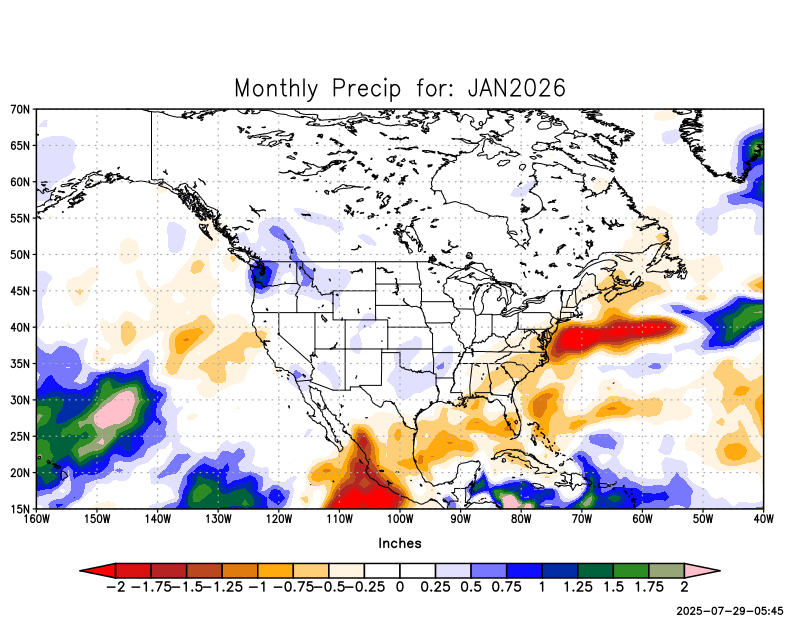 Monthly Precip for: JAN2026
70N
65N
60N
55N
50N
45N
40N
35N
30N
25N
20N
15N
160W 150W 140W 130W 120W 110W 100W 90W 80W 70W 60W 50W 40W
Inches
-2 -1.75 -1.5 -1.25 -1 -0.75 -0.5 -0.25 0 0.25 0.5 0.75 1 1.25 1.5 1.75 2
2025-07-29-05:45